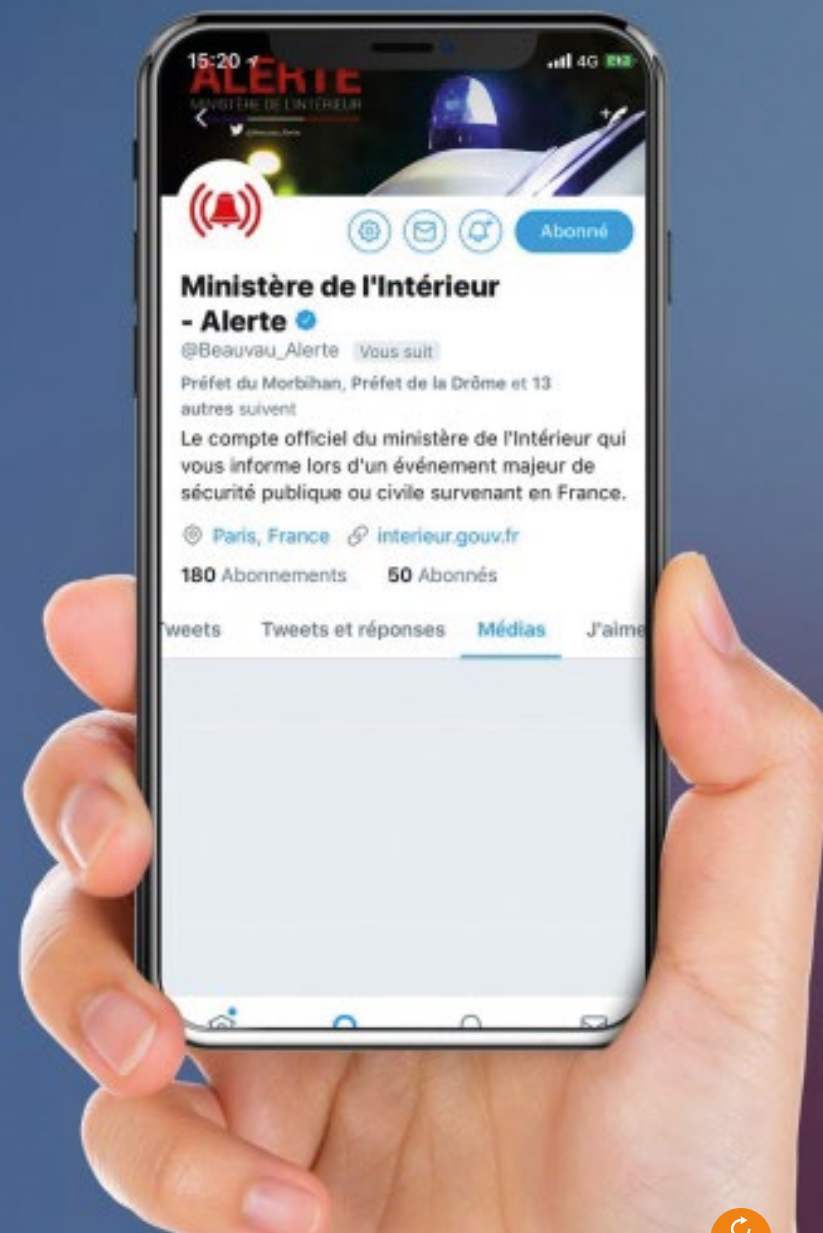 15:20
4G
ALERTE
MINISTÈRE DE L'INTÉRIEUR
Abonné
Ministère de l'Intérieur
- Alerte
@Beauvau_Alerte Vous suit
Préfet du Morbihan, Préfet de la Drôme et 13
autres suivent
Le compte officiel du ministère de l'Intérieur qui
vous informe lors d'un événement majeur de
sécurité publique ou civile survenant en France.
Paris, France interieur.gouv.fr
180 Abonnements 50 Abonnés
Tweets Tweets et réponses Médias J'aime